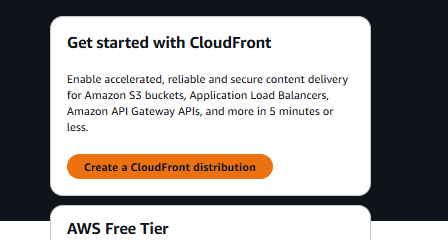 Get started with CloudFront
Enable accelerated, reliable and secure content delivery
for Amazon S3 buckets, Application Load Balancers,
Amazon API Gateway APIs, and more in 5 minutes or
less.
Create a CloudFront distribution
AWS Free Tier